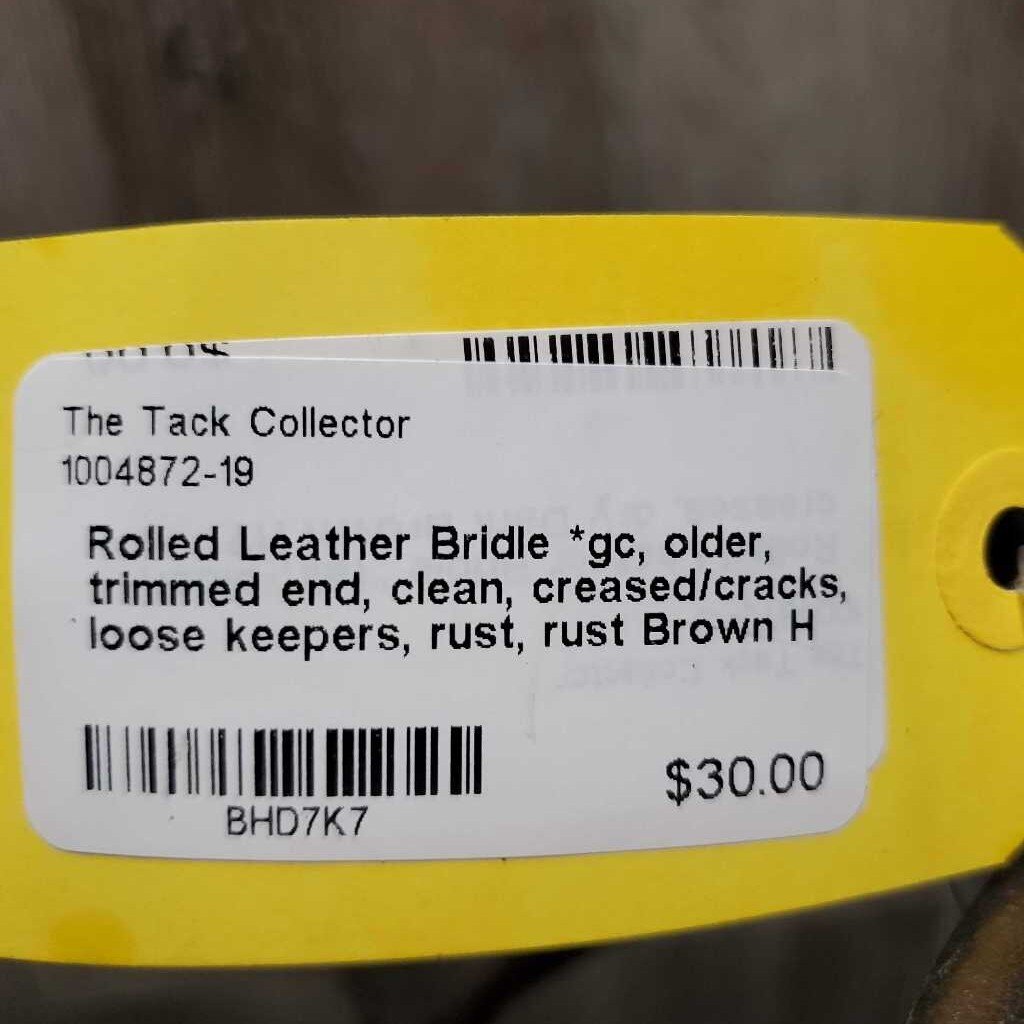 The Tack Collector
1004872-19
Rolled Leather Bridle *gc, older,
trimmed end, clean, creased/cracks,
loose keepers, rust, rust Brown H
BHD7K7
$30.00